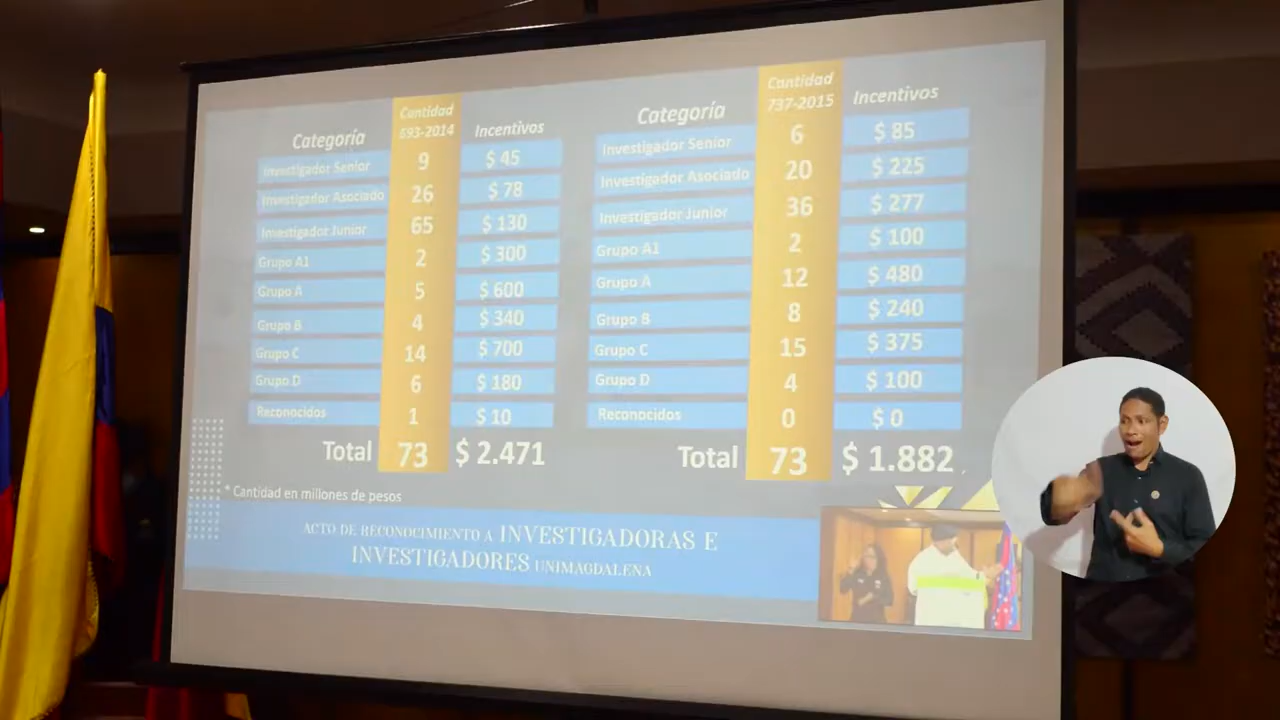 Categoría Cantidad 693-2014 Incentivos
Investigador Senior 9 $ 45
Investigador Asociado 26 $ 78
Investigador Junior 65 $ 130
Grupo A1 2 $ 300
Grupo A 5 $ 600
Grupo B 4 $ 340
Grupo C 14 $ 700
Grupo D 6 $ 180
Reconocidos 1 $ 10
Total 73 $ 2.471
Categoría Cantidad 737-2015 Incentivos
Investigador Senior 6 $ 85
Investigador Asociado 20 $ 225
Investigador Junior 36 $ 277
Grupo A1 2 $ 100
Grupo A 12 $ 480
Grupo B 8 $ 240
Grupo C 15 $ 375
Grupo D 4 $ 100
Reconocidos 0 $ 0
Total 73 $ 1.882
* Cantidad en millones de pesos
ACTO DE RECONOCIMIENTO A INVESTIGADORAS E
INVESTIGADORES UNIMAGDALENA